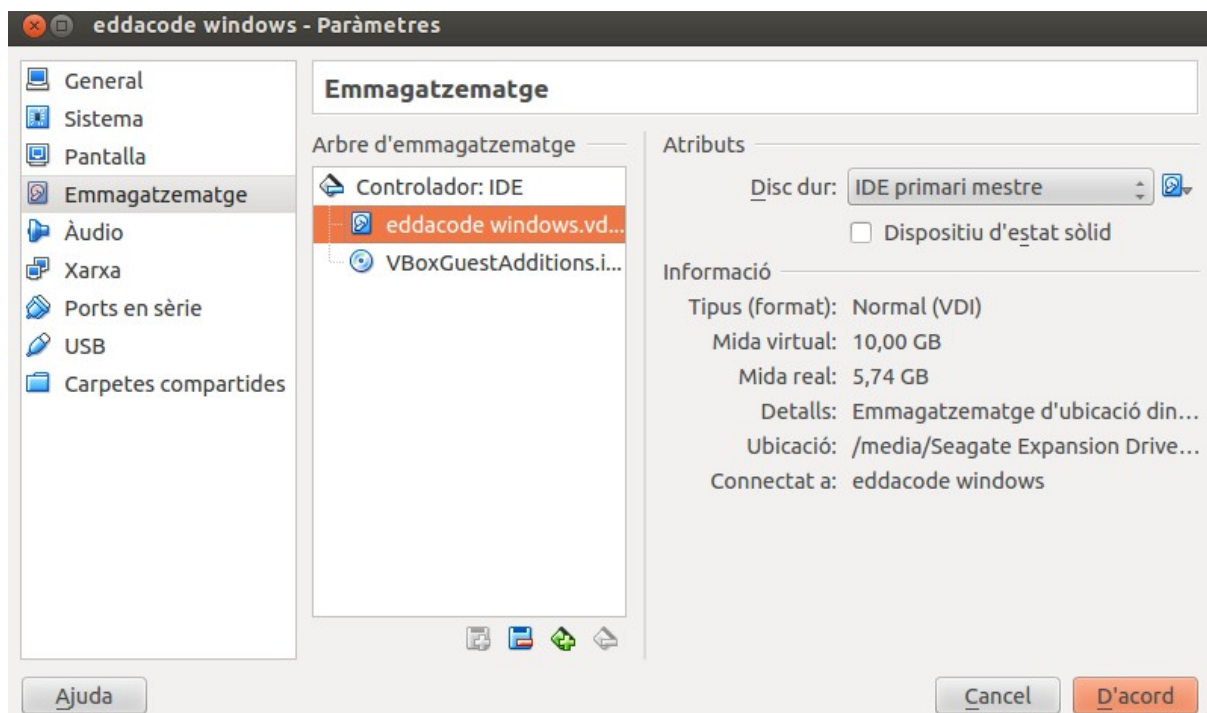 eddacode windows - Paràmetres
General
Sistema
Pantalla
Emmagatzematge
Àudio
Xarxa
Ports en sèrie
USB
Carpetes compartides
Emmagatzematge
Arbre d'emmagatzematge
Controlador: IDE
eddacode windows.vd...
VBoxGuestAdditions.i...
Atributs
Disc dur: IDE primari mestre
Dispositiu d'estat sòlid
Informació
Tipus (format): Normal (VDI)
Mida virtual: 10,00 GB
Mida real: 5,74 GB
Detalls: Emmagatzematge d'ubicació din...
Ubicació: /media/Seagate Expansion Drive...
Connectat a: eddacode windows
Ajuda
Cancel
D'acord